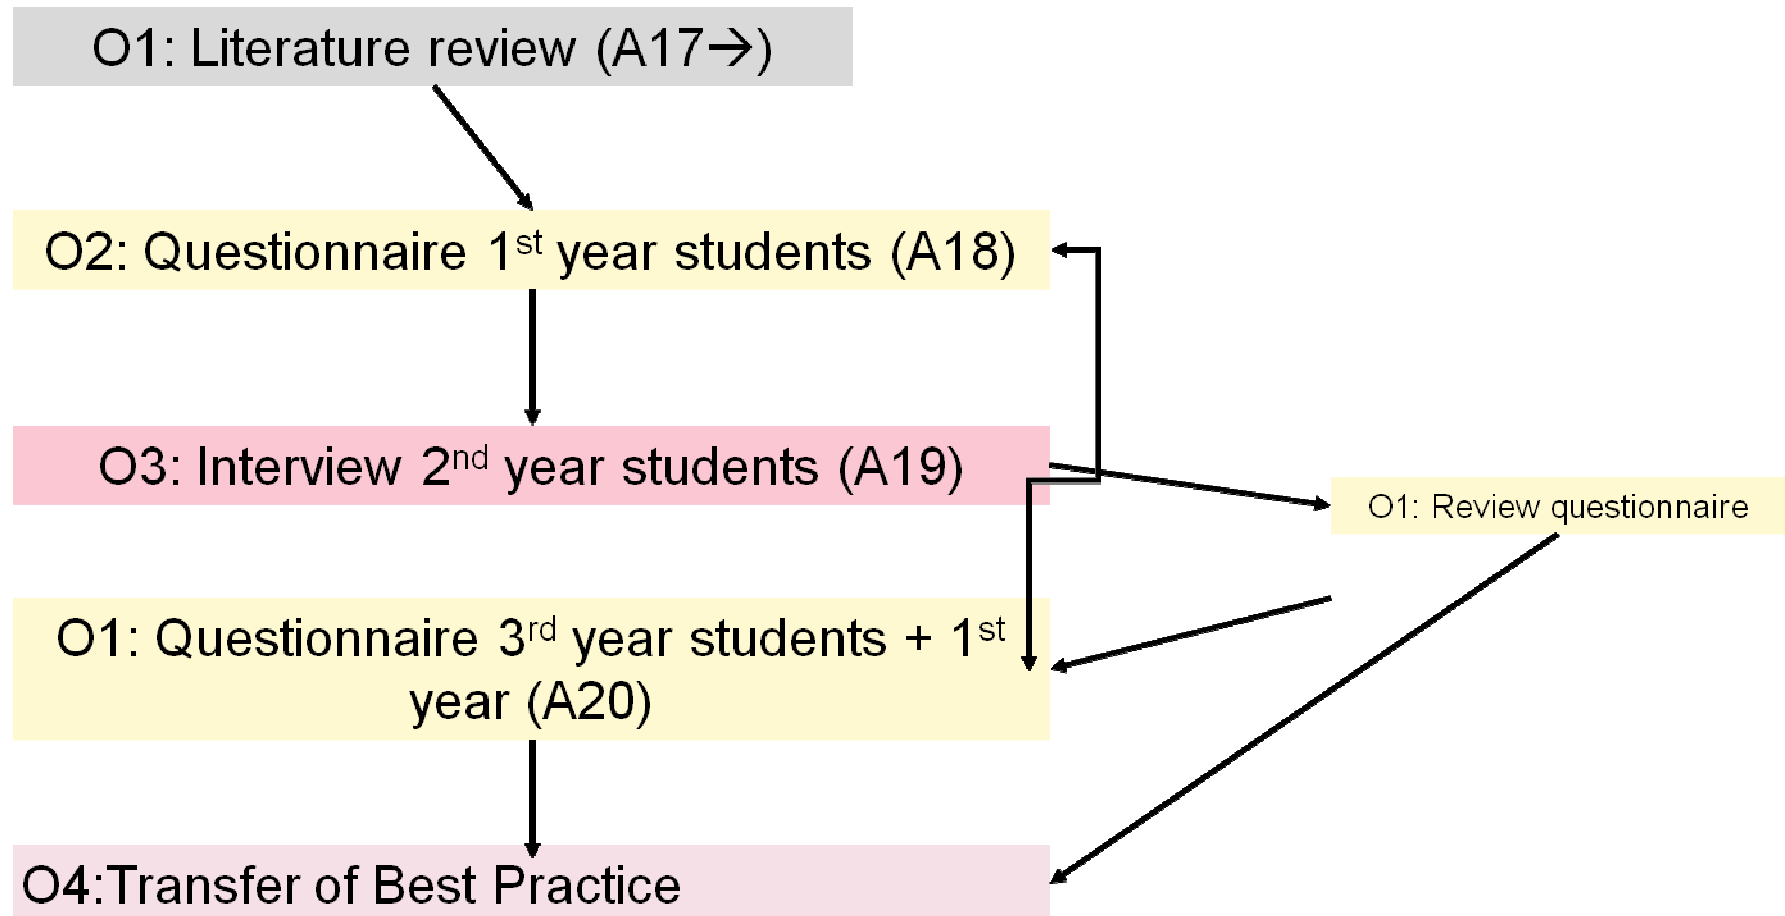 O1: Literature review (A17→)
O2: Questionnaire 1st year students (A18)
O3: Interview 2nd year students (A19)
O1: Review questionnaire
O1: Questionnaire 3rd year students + 1st
year (A20)
O4:Transfer of Best Practice